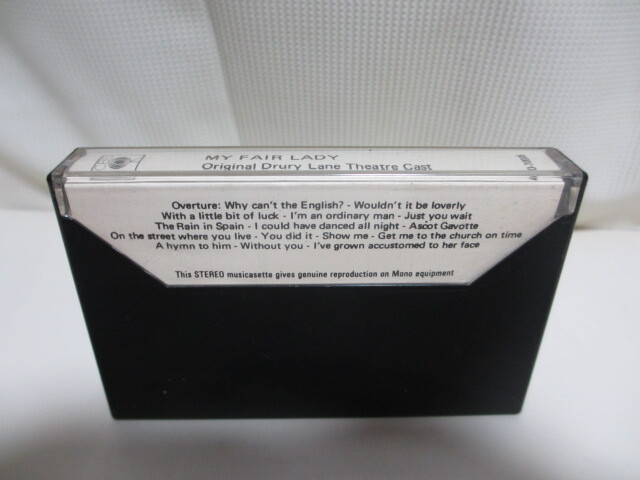 CBS
MY FAIR LADY
Original Drury Lane Theatre Cast
Overture: Why can't the English? - Wouldn't it be loverly
With a little bit of luck - I'm an ordinary man - Just you wait
The Rain in Spain - I could have danced all night - Ascot Gavotte
On the street where you live - You did it - Show me - Get me to the church on time
A hymn to him - Without you - I've grown accustomed to her face
This STEREO musicasette gives genuine reproduction on Mono equipment